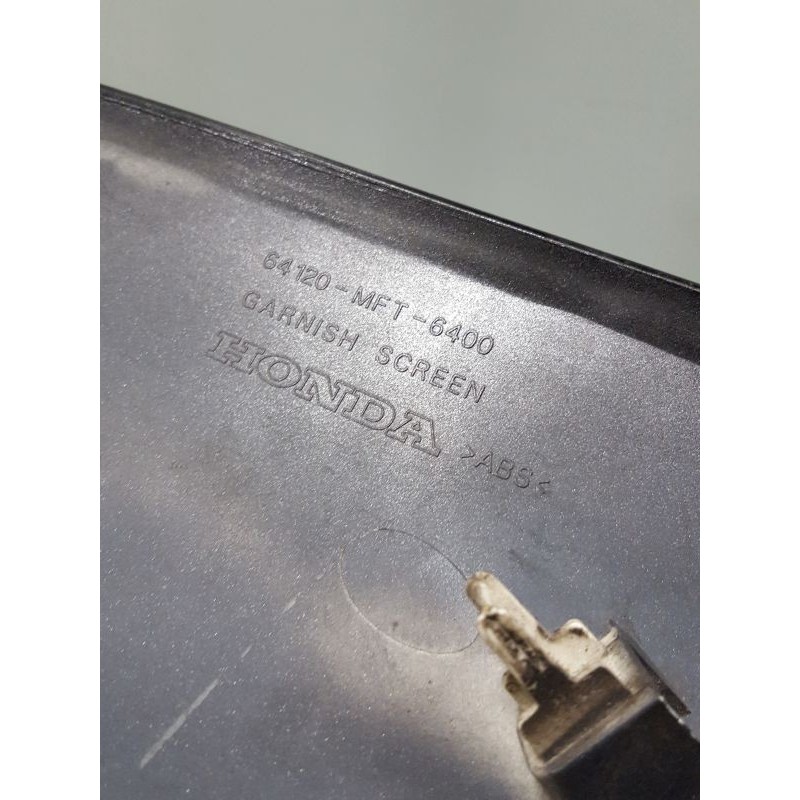 64120-MFT-6400
GARNISH SCREEN
HONDA >ABS<